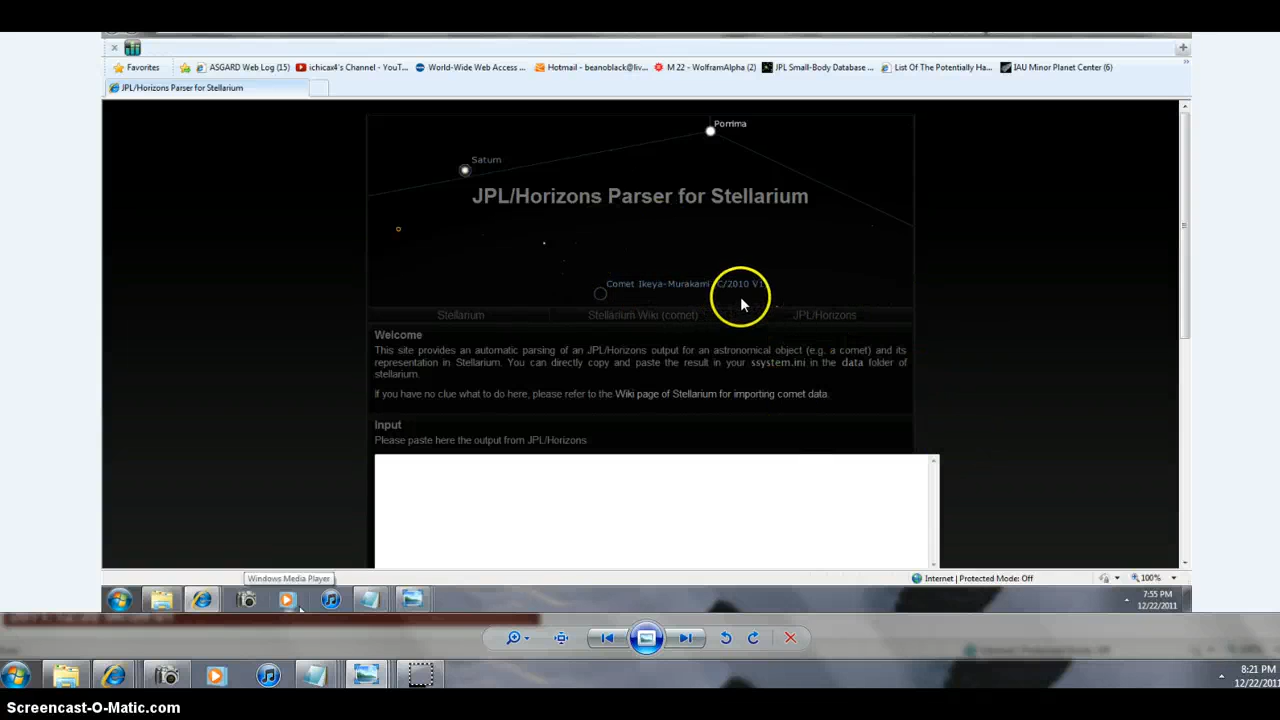 Favorites
ASGARD Web Log (15)
ichicax4's Channel - YouT...
World-Wide Web Access ...
Hotmail - beanoblack@liv...
M 22 - WolframAlpha (2)
JPL Small-Body Database ...
List Of The Potentially Ha...
IAU Minor Planet Center (6)
JPL/Horizons Parser for Stellarium
Porrima
Saturn
JPL/Horizons Parser for Stellarium
Comet Ikeya-Murakami (C/2010 V1
Stellarium
Stellarium Wiki (comet)
JPL/Horizons
Welcome
This site provides an automatic parsing of an JPL/Horizons output for an astronomical object (e.g. a comet) and its
representation in Stellarium. You can directly copy and paste the result in your ssystem.ini in the data folder of
stellarium.
If you have no clue what to do here, please refer to the Wiki page of Stellarium for importing comet data.
Input
Please paste here the output from JPL/Horizons
Windows Media Player
Internet | Protected Mode: Off
100%
7:55 PM
12/22/2011
8:21 PM
12/22/2011
Screencast-O-Matic.com